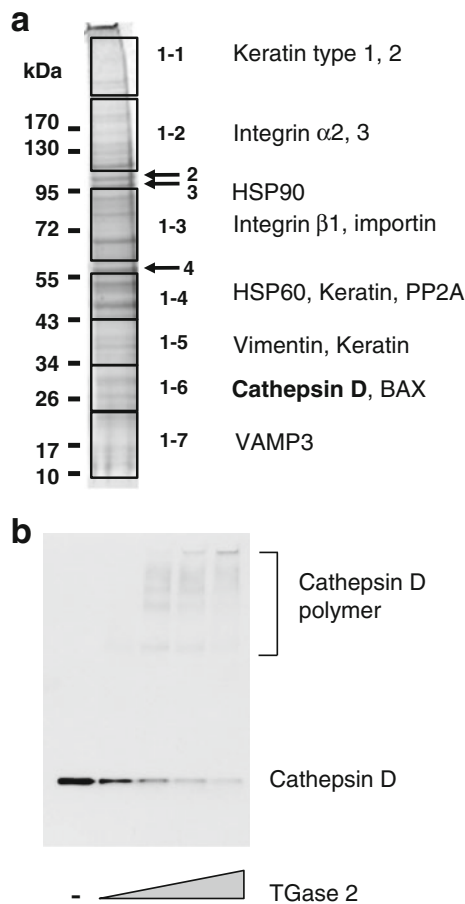 a
kDa
1-1 Keratin type 1, 2
170
130
1-2 Integrin α2, 3
2
95
3 HSP90
72
1-3 Integrin β1, importin
4
55
1-4 HSP60, Keratin, PP2A
43
1-5 Vimentin, Keratin
34
1-6 Cathepsin D, BAX
26
1-7 VAMP3
17
10
b
Cathepsin D
polymer
Cathepsin D
- TGase 2